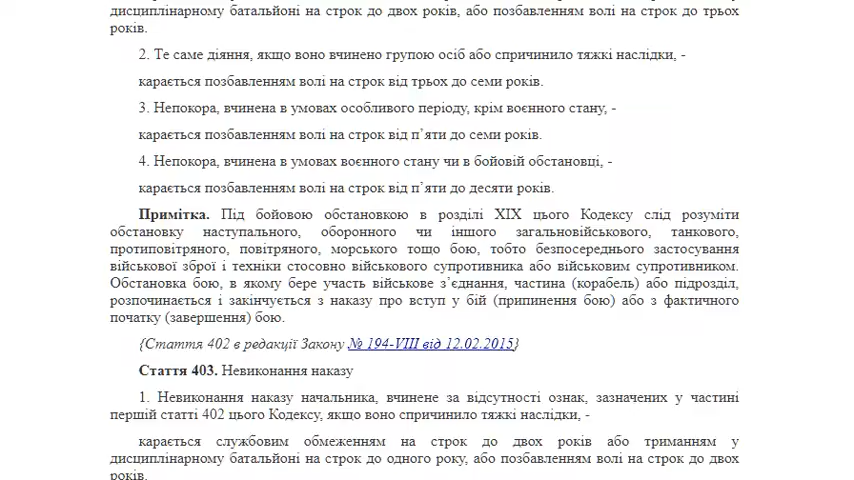 дисциплінарному батальйоні на строк до двох років, або позбавленням волі на строк до трьох
років.
2. Те саме діяння, якщо воно вчинено групою осіб або спричинило тяжкі наслідки, -
карається позбавленням волі на строк від трьох до семи років.
3. Непокора, вчинена в умовах особливого періоду, крім воєнного стану, -
карається позбавленням волі на строк від п’яти до семи років.
4. Непокора, вчинена в умовах воєнного стану чи в бойовій обстановці, -
карається позбавленням волі на строк від п’яти до десяти років.
Примітка. Під бойовою обстановкою в розділі XIX цього Кодексу слід розуміти
обстановку наступального, оборонного чи іншого загальновійськового, танкового,
протиповітряного, повітряного, морського тощо бою, тобто безпосереднього застосування
військової зброї і техніки стосовно військового супротивника або військовим супротивником.
Обстановка бою, в якому бере участь військове з’єднання, частина (корабель) або підрозділ,
розпочинається і закінчується з наказу про вступ у бій (припинення бою) або з фактичного
початку (завершення) бою.
{Стаття 402 в редакції Закону № 194-VIII від 12.02.2015}
Стаття 403. Невиконання наказу
1. Невиконання наказу начальника, вчинене за відсутності ознак, зазначених у частині
першій статті 402 цього Кодексу, якщо воно спричинило тяжкі наслідки, -
карається службовим обмеженням на строк до двох років або триманням у
дисциплінарному батальйоні на строк до одного року, або позбавленням волі на строк до двох
років.